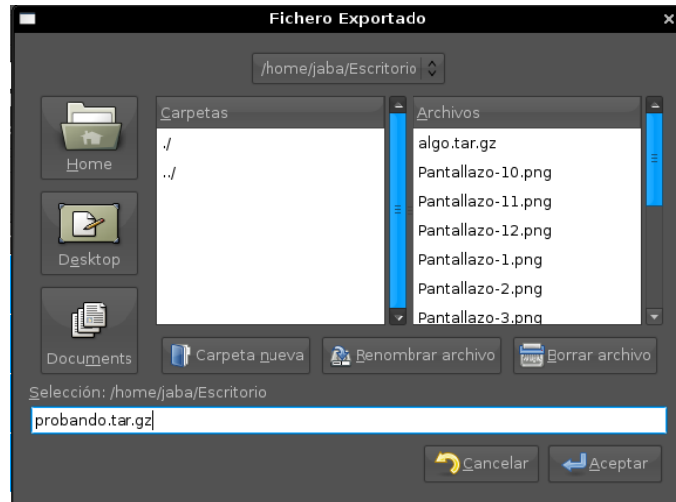 Fichero Exportado
/home/jaba/Escritorio
Home
Desktop
Documents
Carpetas
./
../
Archivos
algo.tar.gz
Pantallazo-10.png
Pantallazo-11.png
Pantallazo-12.png
Pantallazo-1.png
Pantallazo-2.png
Pantallazo-3.png
Carpeta nueva
Renombrar archivo
Borrar archivo
Selección: /home/jaba/Escritorio
probando.tar.gz
Cancelar
Aceptar